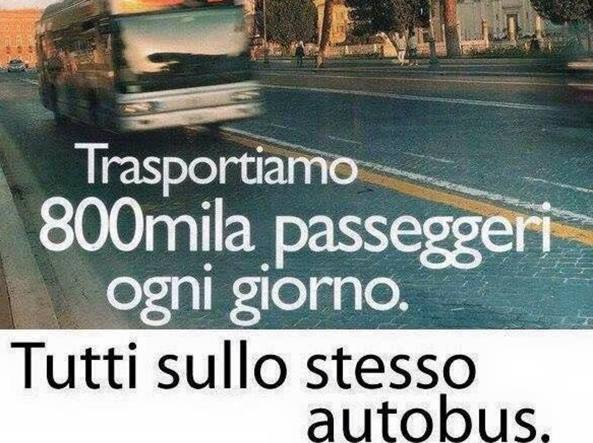 Trasportiamo
800mila passeggeri
ogni giorno.
Tutti sullo stesso
autobus.